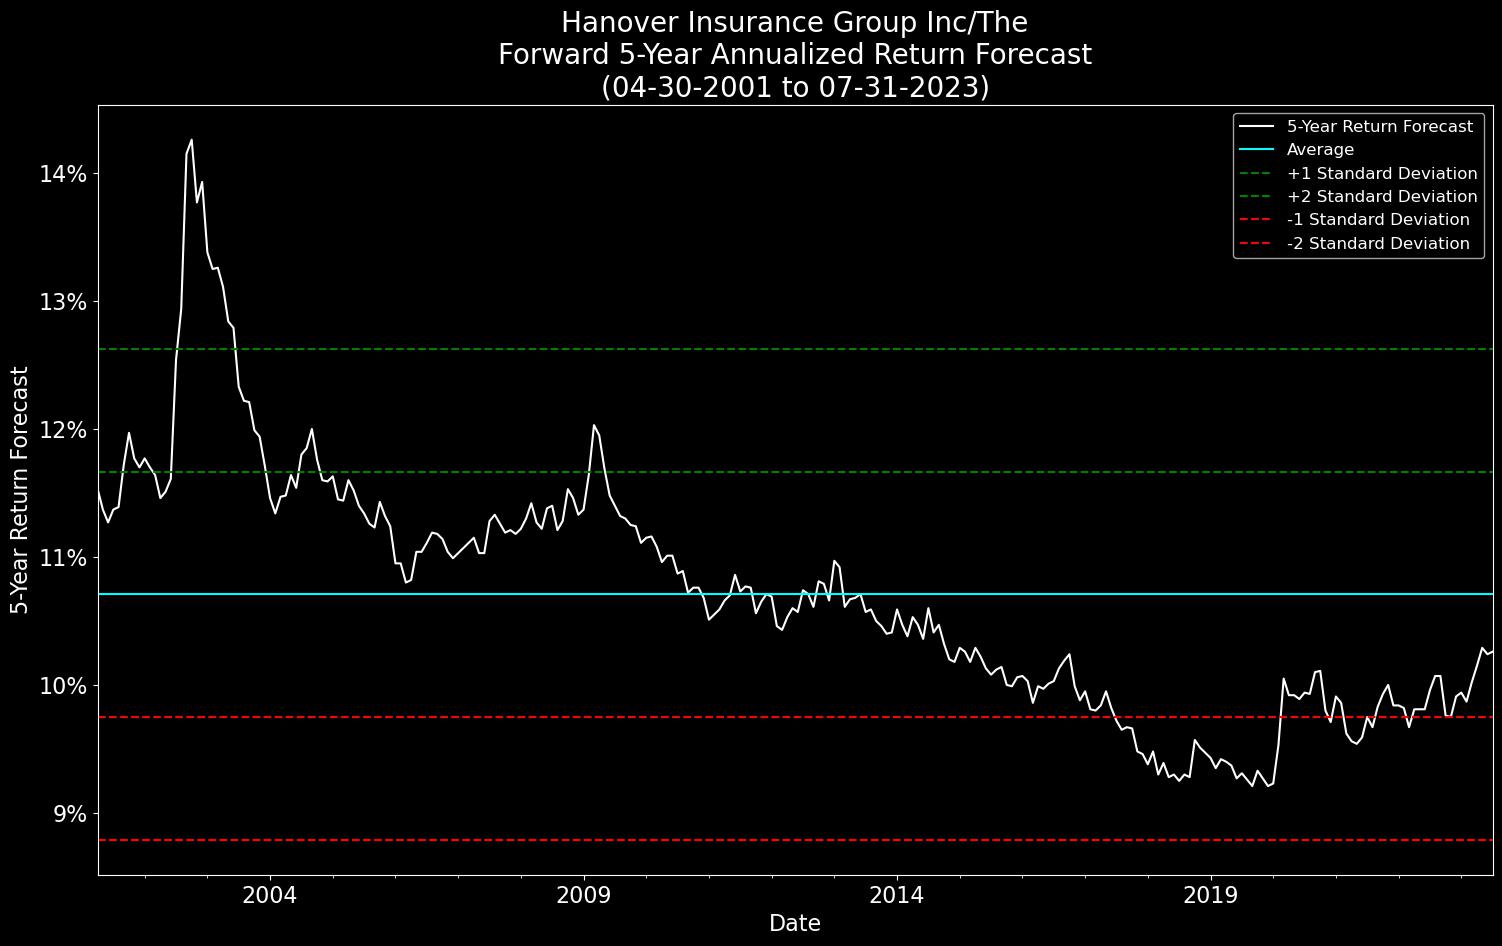 Hanover Insurance Group Inc/The
Forward 5-Year Annualized Return Forecast
(04-30-2001 to 07-31-2023)
5-Year Return Forecast
Average
+1 Standard Deviation
+2 Standard Deviation
-1 Standard Deviation
-2 Standard Deviation
14%
13%
12%
11%
10%
9%
5-Year Return Forecast
2004
2009
2014
2019
Date